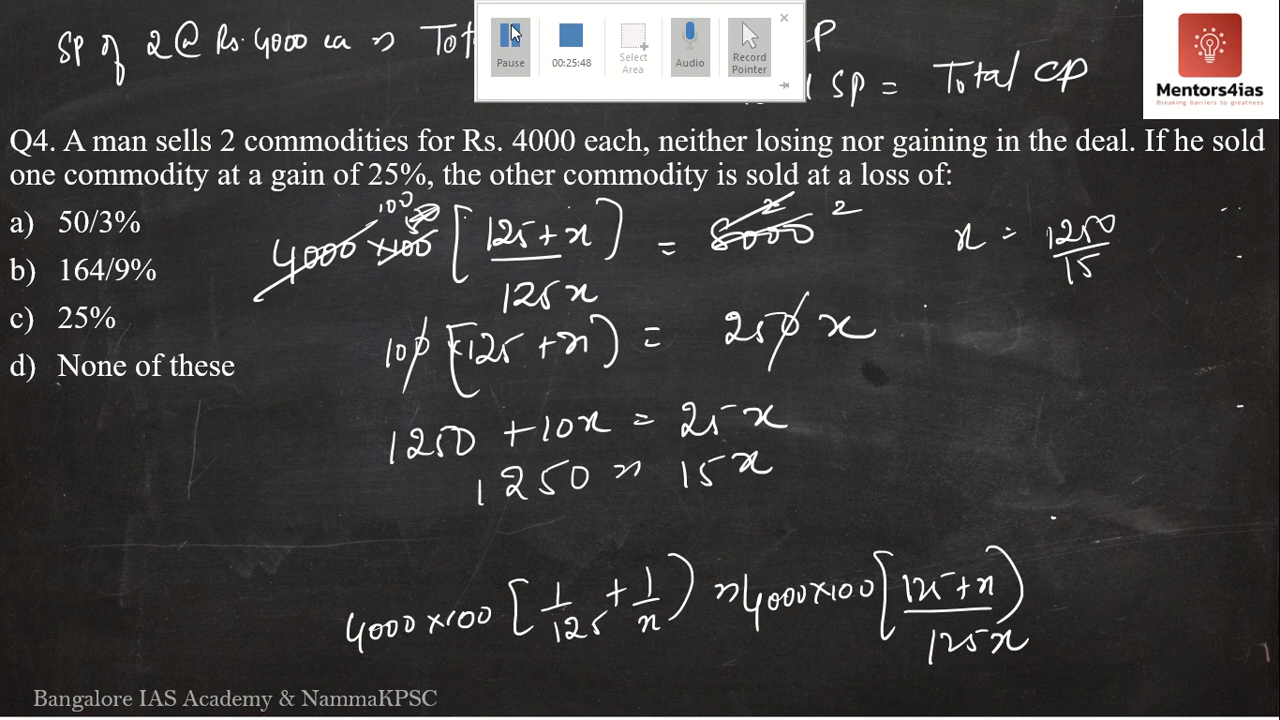 SP of 2 @ Rs. 4000 ea ⇒ Tot
P
SP = Total CP
Pause
00:25:48
Select Area
Audio
Record Pointer
Mentors4ias
Breaking barriers to greatness
Q4. A man sells 2 commodities for Rs. 4000 each, neither losing nor gaining in the deal. If he sold
one commodity at a gain of 25%, the other commodity is sold at a loss of:
a) 50/3%
b) 164/9%
c) 25%
d) None of these
100
4000 × 100 [125 + x / 125x] = 8000 2
x = 1250/15
100 [125 + x) = 250 x
1250 + 10x = 25x
1250 = 15x
4000 × 100 [1/125 + 1/x) ⇒ 4000 × 100 [125 + x / 125x)
Bangalore IAS Academy & NammaKPSC